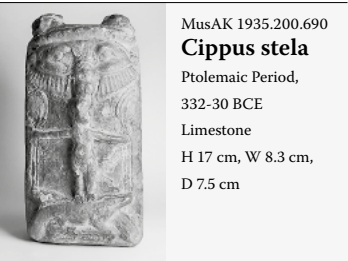 MusAK 1935.200.690
Cippus stela
Ptolemaic Period,
332-30 BCE
Limestone
H 17 cm, W 8.3 cm,
D 7.5 cm